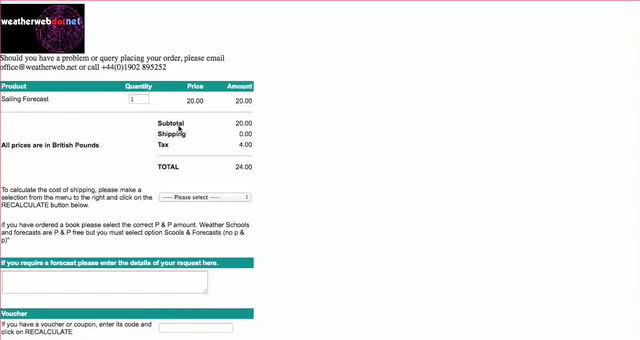 weatherwebdotnet
Should you have a problem or query placing your order, please email
office@weatherweb.net or call +44(0)1902 895252
Product Quantity Price Amount
Sailing Forecast 1 20.00 20.00
Subtotal 20.00
Shipping 0.00
All prices are in British Pounds Tax 4.00
TOTAL 24.00
To calculate the cost of shipping, please make a
selection from the menu to the right and click on the ---- Please select ----
RECALCULATE button below.
If you have ordered a book please select the correct P & P amount. Weather Schools
and forecasts are P & P free but you must select option Scools & Forecasts (no p &
p)"
If you require a forecast please enter the details of your request here.
Voucher
If you have a voucher or coupon, enter its code and
click on RECALCULATE